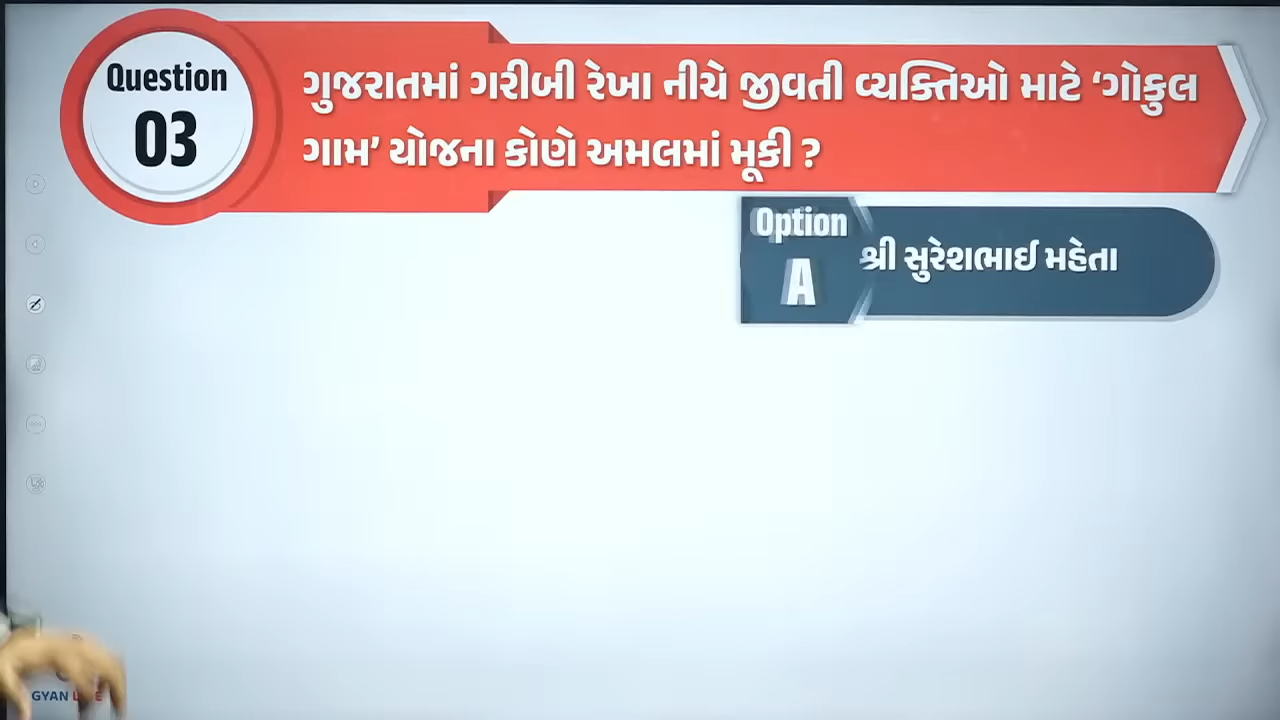 Question
03
ગુજરાતમાં ગરીબી રેખા નીચે જીવતી વ્યક્તિઓ માટે ‘ગોકુલ
ગામ’ યોજના કોણે અમલમાં મૂકી ?
Option
A
શ્રી સુરેશભાઈ મહેતા
GYAN